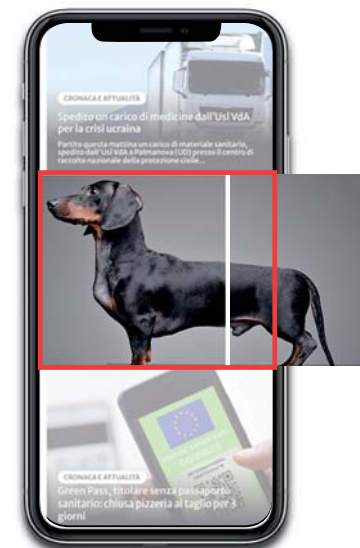 CRONACA E ATTUALITÀ
Spedito un carico di medicine dall'Usl VdA
per la crisi ucraina
Partito questa mattina un carico di materiale sanitario,
spedito dall'Usl VdA a Palmanova (UD) presso il centro di
raccolta nazionale della protezione civile...
CRONACA E ATTUALITÀ
Green Pass, titolare senza passaporto
sanitario: chiusa pizzeria al taglio per 3
giorni